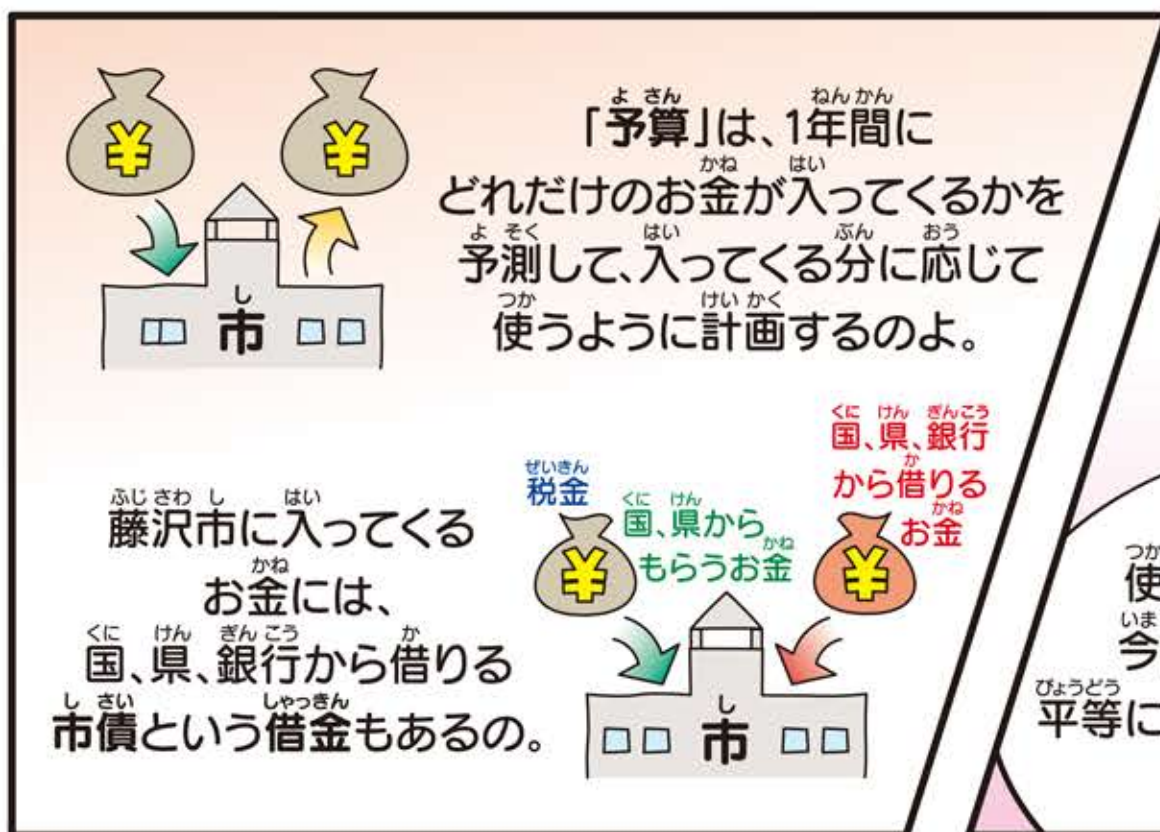 「予算」は、1年間に
どれだけのお金が入ってくるかを
予測して、入ってくる分に応じて
使うように計画するのよ。
¥
¥
市
藤沢市に入ってくる
お金には、
国、県、銀行から借りる
市債という借金もあるの。
税金
国、県から
もらうお金
国、県、銀行
から借りる
お金
¥
¥
市
使
今
平等に